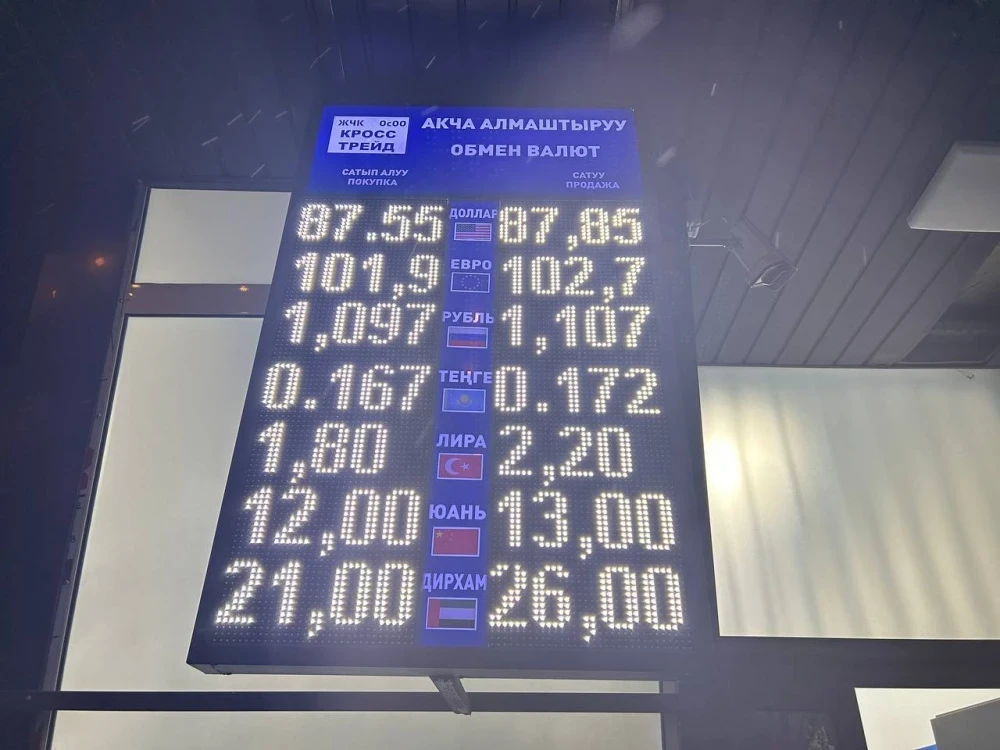 ЖЧК ОсОО
КРОСС
ТРЕЙД
АКЧА АЛМАШТЫРУУ
ОБМЕН ВАЛЮТ
САТЫП АЛУУ
ПОКУПКА
САТУУ
ПРОДАЖА
87.55 ДОЛЛАР 87,85
101,9 ЕВРО 102,7
1,097 РУБЛЬ 1,107
0.167 ТЕҢГЕ 0.172
1,80 ЛИРА 2,20
12,00 ЮАНЬ 13,00
21,00 ДИРХАМ 26,00